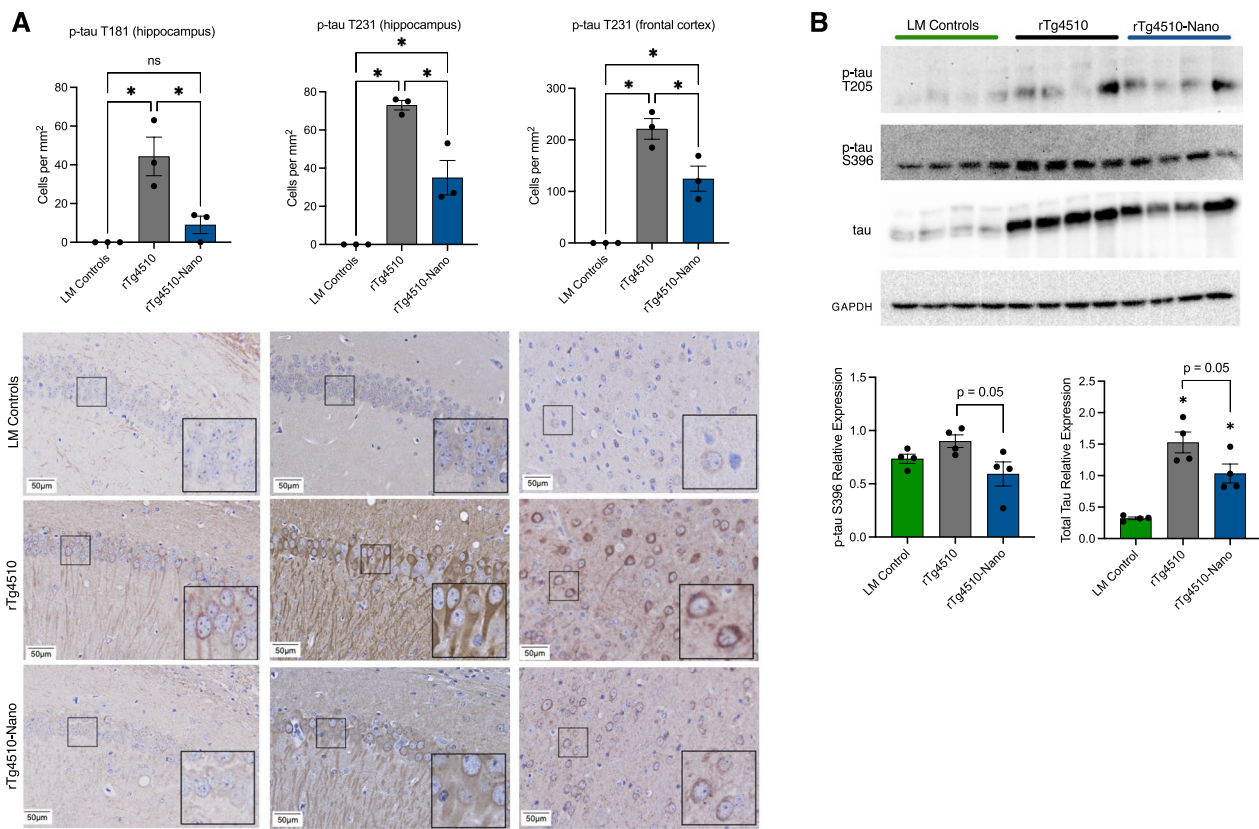 A
p-tau T181 (hippocampus)
ns
*
*
80
60
40
20
0
Cells per mm2
LM Controls
rTg4510
rTg4510-Nano
p-tau T231 (hippocampus)
*
*
*
80
60
40
20
0
Cells per mm2
LM Controls
rTg4510
rTg4510-Nano
p-tau T231 (frontal cortex)
*
*
*
300
200
100
0
Cells per mm2
LM Controls
rTg4510
rTg4510-Nano
LM Controls
50µm
50µm
50µm
rTg4510
50µm
50µm
50µm
rTg4510-Nano
50µm
50µm
50µm
B
LM Controls
rTg4510
rTg4510-Nano
p-tau
T205
p-tau
S396
tau
GAPDH
p-tau S396 Relative Expression
1.5
1.0
0.5
0.0
p = 0.05
LM Control
rTg4510
rTg4510-Nano
Total Tau Relative Expression
2.5
2.0
1.5
1.0
0.5
0.0
p = 0.05
*
*
LM Control
rTg4510
rTg4510-Nano